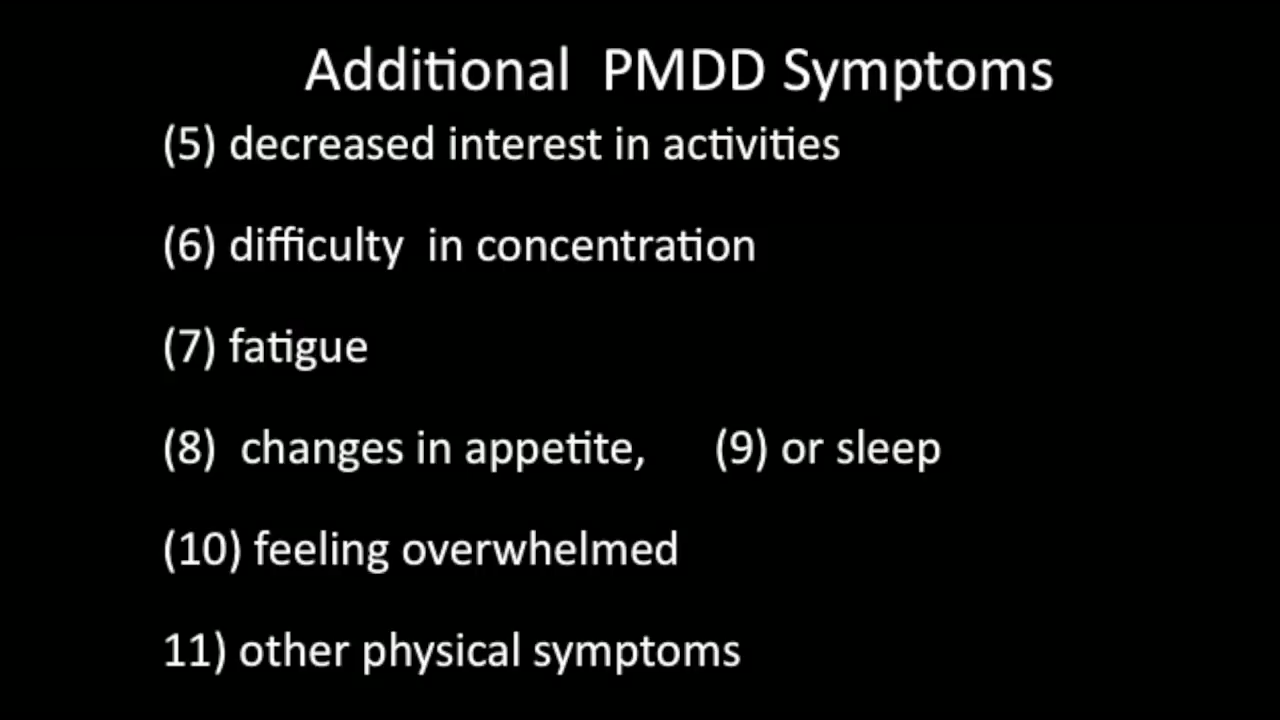 Additional  PMDD Symptoms
(5) decreased interest in activities
(6) difficulty  in concentration
(7) fatigue
(8)  changes in appetite,      (9) or sleep
(10) feeling overwhelmed
11) other physical symptoms